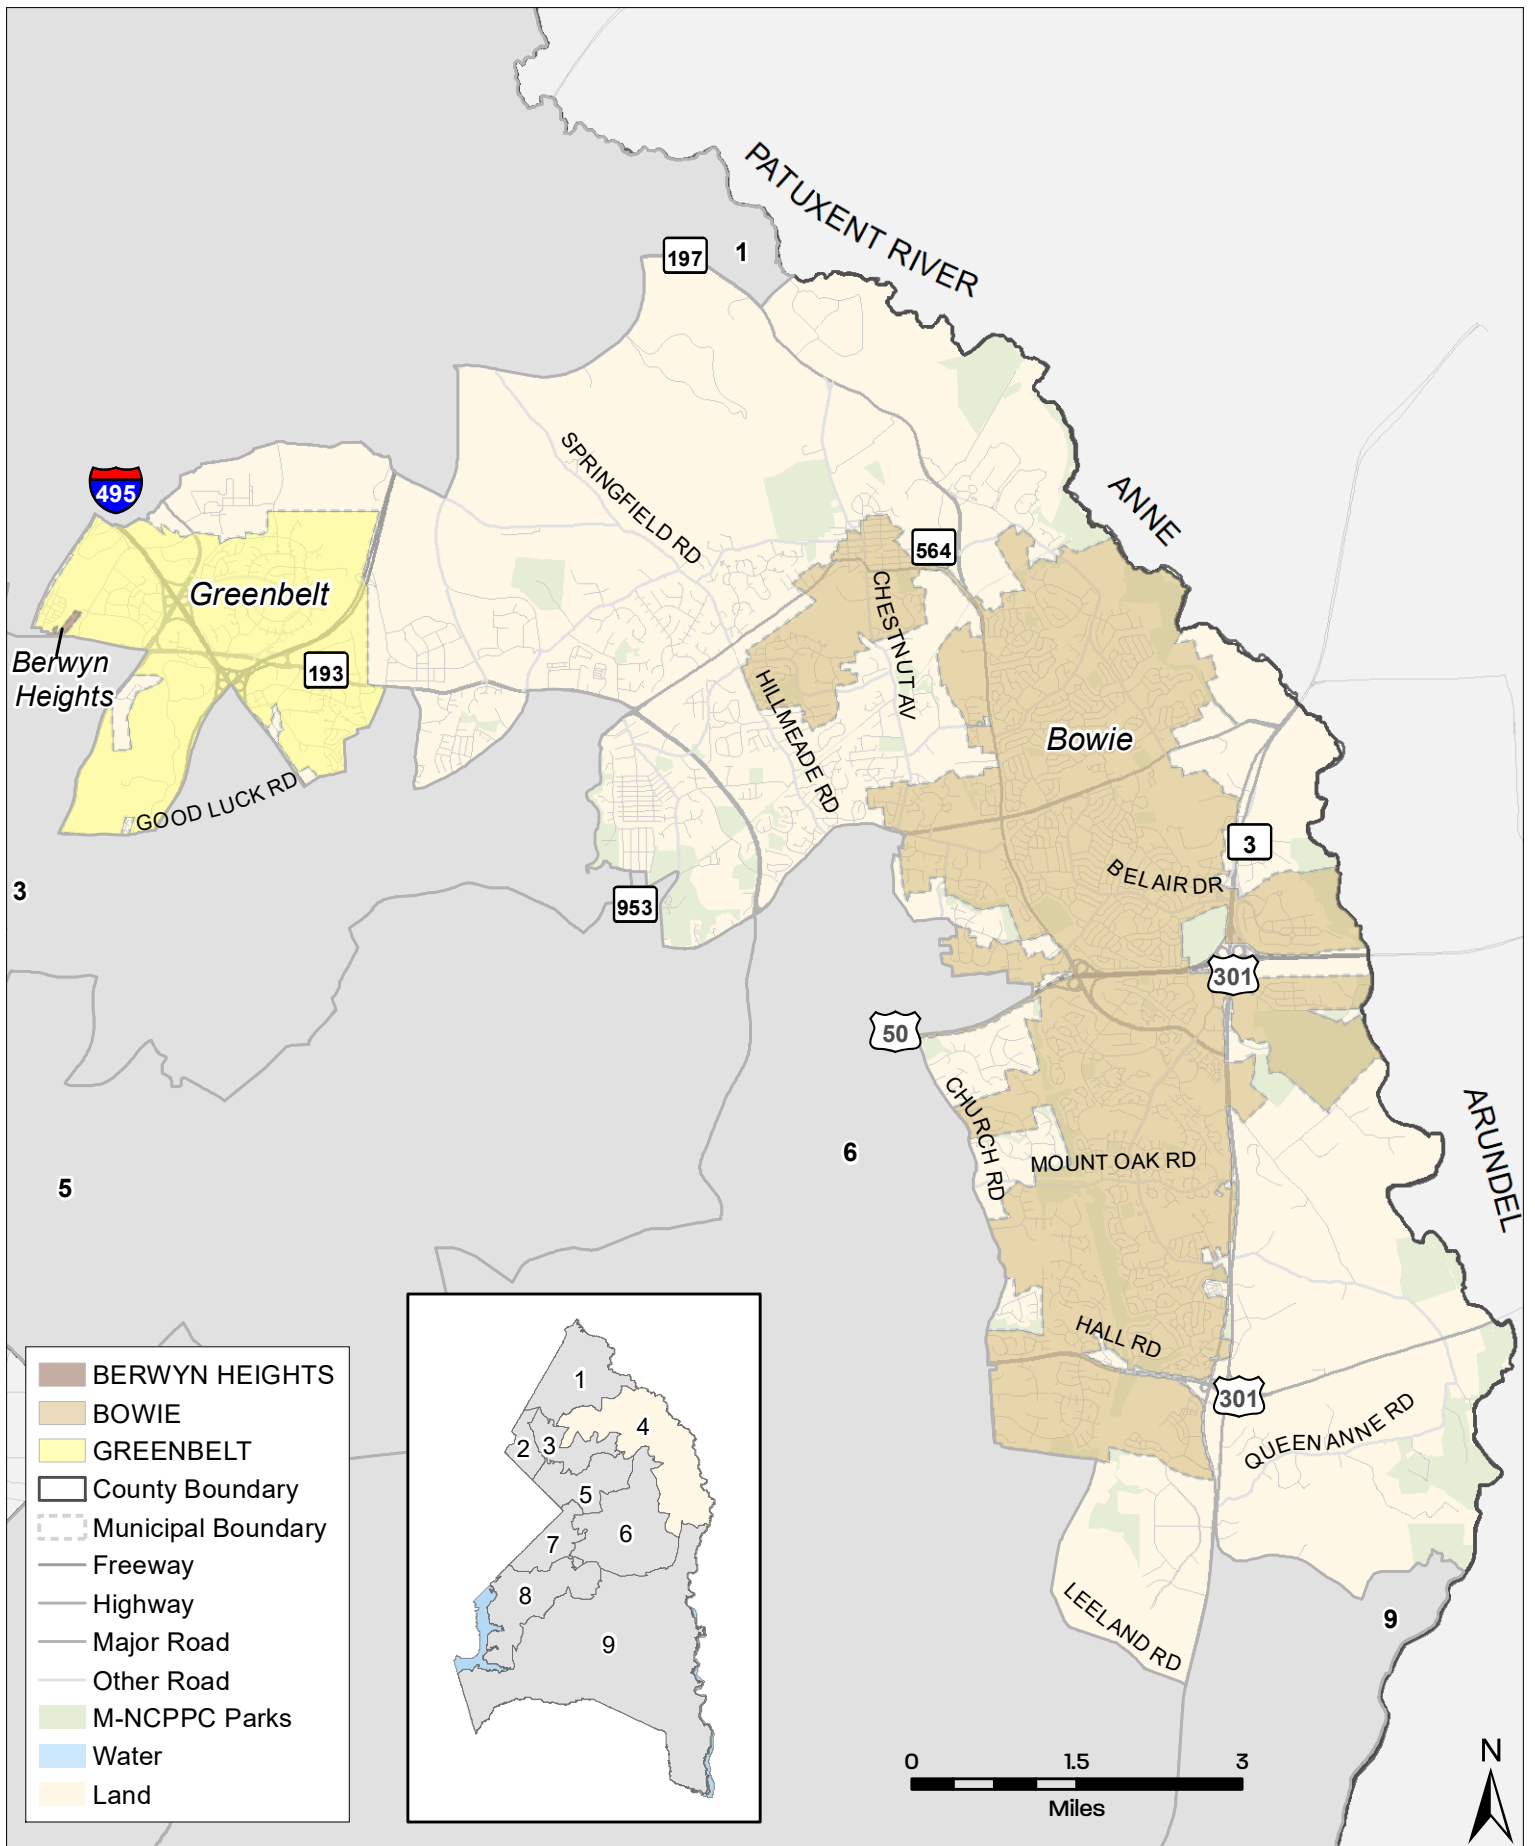 PATUXENT RIVER
197
1
ANNE
495
SPRINGFIELD RD
564
Greenbelt
CHESTNUT AV
Berwyn
Heights
193
HILLMEADE RD
Bowie
GOOD LUCK RD
3
BELAIR DR
3
953
301
50
CHURCH RD
ARUNDEL
6
MOUNT OAK RD
5
HALL RD
301
QUEEN ANNE RD
LEELAND RD
9
BERWYN HEIGHTS
BOWIE
GREENBELT
County Boundary
Municipal Boundary
Freeway
Highway
Major Road
Other Road
M-NCPPC Parks
Water
Land
1
4
2
3
5
6
7
8
9
0 1.5 3
Miles
N